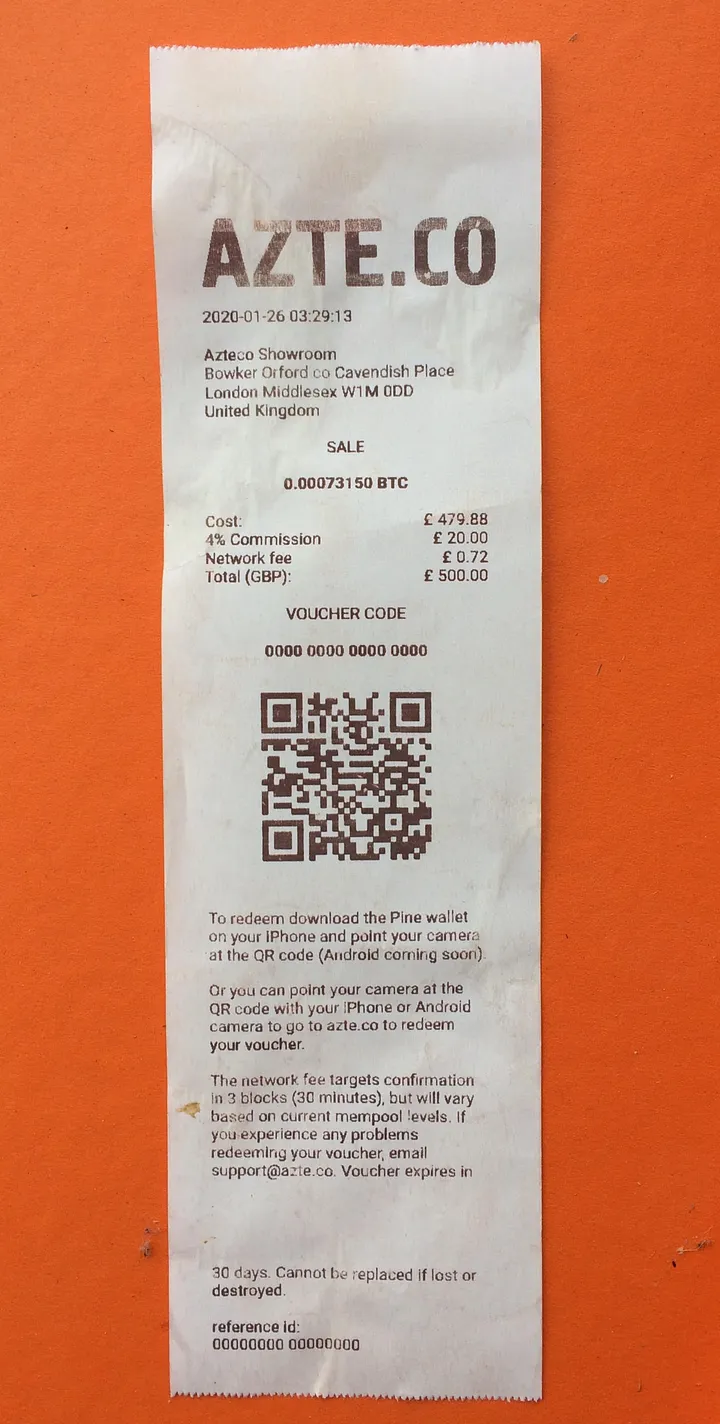 AZTE.CO
2020-01-26 03:29:13
Azteco Showroom
Bowker Orford co Cavendish Place
London Middlesex W1M 0DD
United Kingdom
SALE
0.00073150 BTC
Cost: £ 479.88
4% Commission £ 20.00
Network fee £ 0.72
Total (GBP): £ 500.00
VOUCHER CODE
0000 0000 0000 0000
To redeem download the Pine wallet
on your iPhone and point your camera
at the QR code (Android coming soon).
Or you can point your camera at the
QR code with your iPhone or Android
camera to go to azte.co to redeem
your voucher.
The network fee targets confirmation
in 3 blocks (30 minutes), but will vary
based on current mempool levels. If
you experience any problems
redeeming your voucher, email
support@azte.co. Voucher expires in
30 days. Cannot be replaced if lost or
destroyed.
reference id:
00000000 00000000